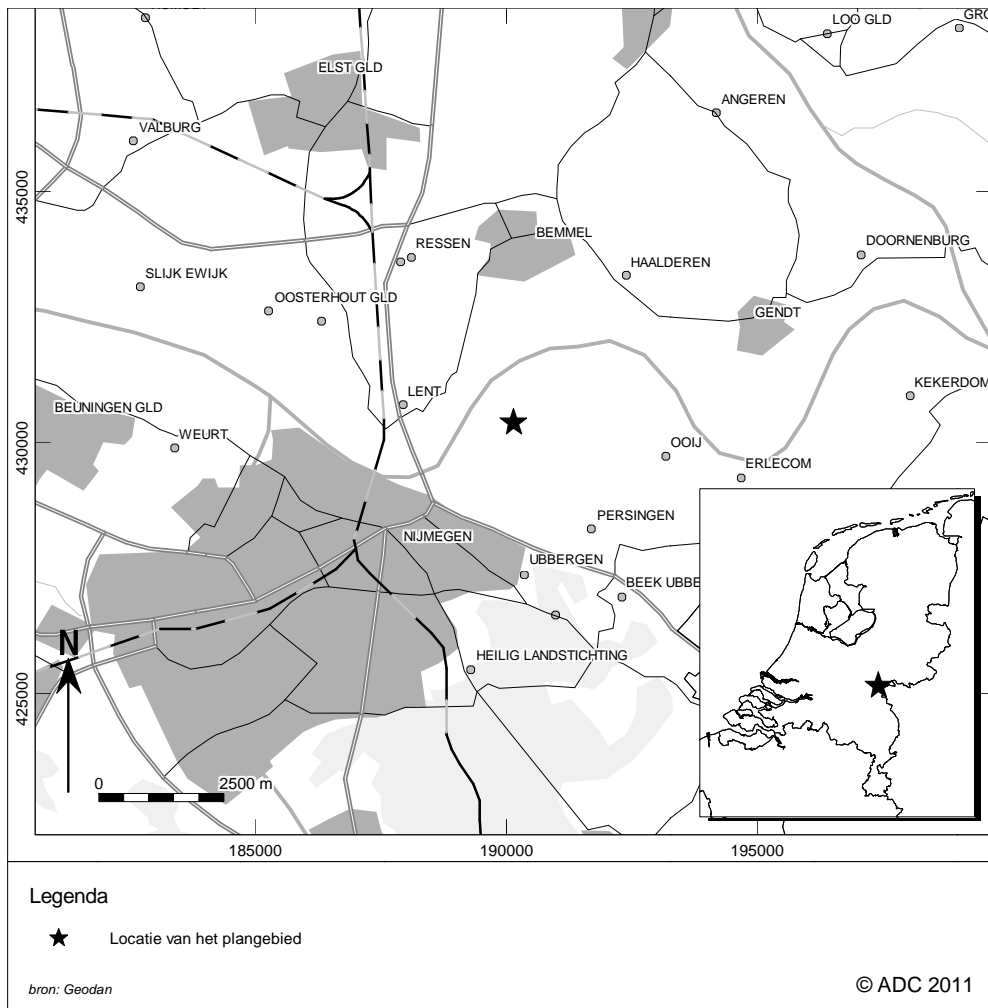 LOO GLD
GRO
ELST GLD
ANGEREN
VALBURG
435000
BEMMEL
RESSEN
DOORNENBURG
HAALDEREN
SLIJK EWIJK
OOSTERHOUT GLD
GENDT
KEKERDOM
LENT
BEUNINGEN GLD
WEURT
430000
OOIJ
ERLECOM
PERSINGEN
NIJMEGEN
UBBERGEN
BEEK UBBE
N
HEILIG LANDSTICHTING
425000
0
2500 m
185000
190000
195000
Legenda
Locatie van het plangebied
bron: Geodan
© ADC 2011